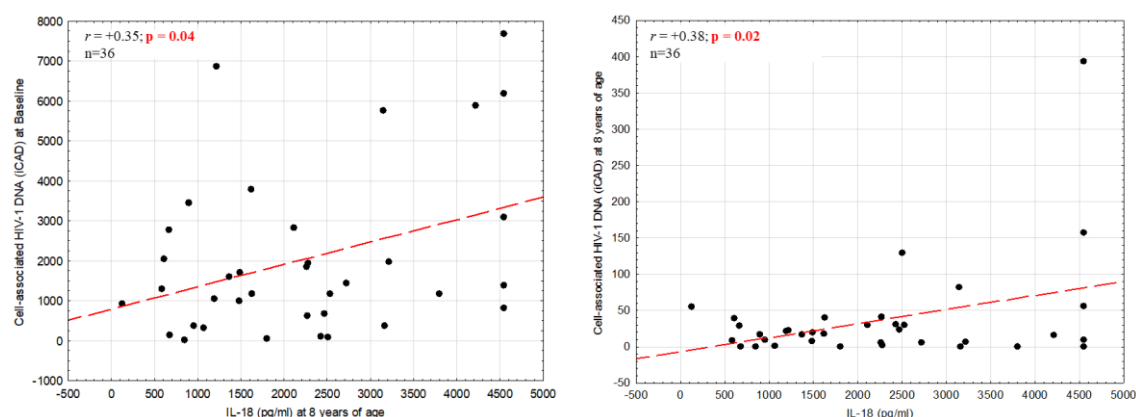 r = +0.35; p = 0.04
n=36
8000
7000
6000
5000
4000
3000
2000
1000
0
-1000
Cell-associated HIV-1 DNA (iCAD) at Baseline
-500 0 500 1000 1500 2000 2500 3000 3500 4000 4500 5000
IL-18 (pg/ml) at 8 years of age
r = +0.38; p = 0.02
n=36
450
400
350
300
250
200
150
100
50
0
-50
Cell-associated HIV-1 DNA (iCAD) at 8 years of age
-500 0 500 1000 1500 2000 2500 3000 3500 4000 4500 5000
IL-18 (pg/ml)